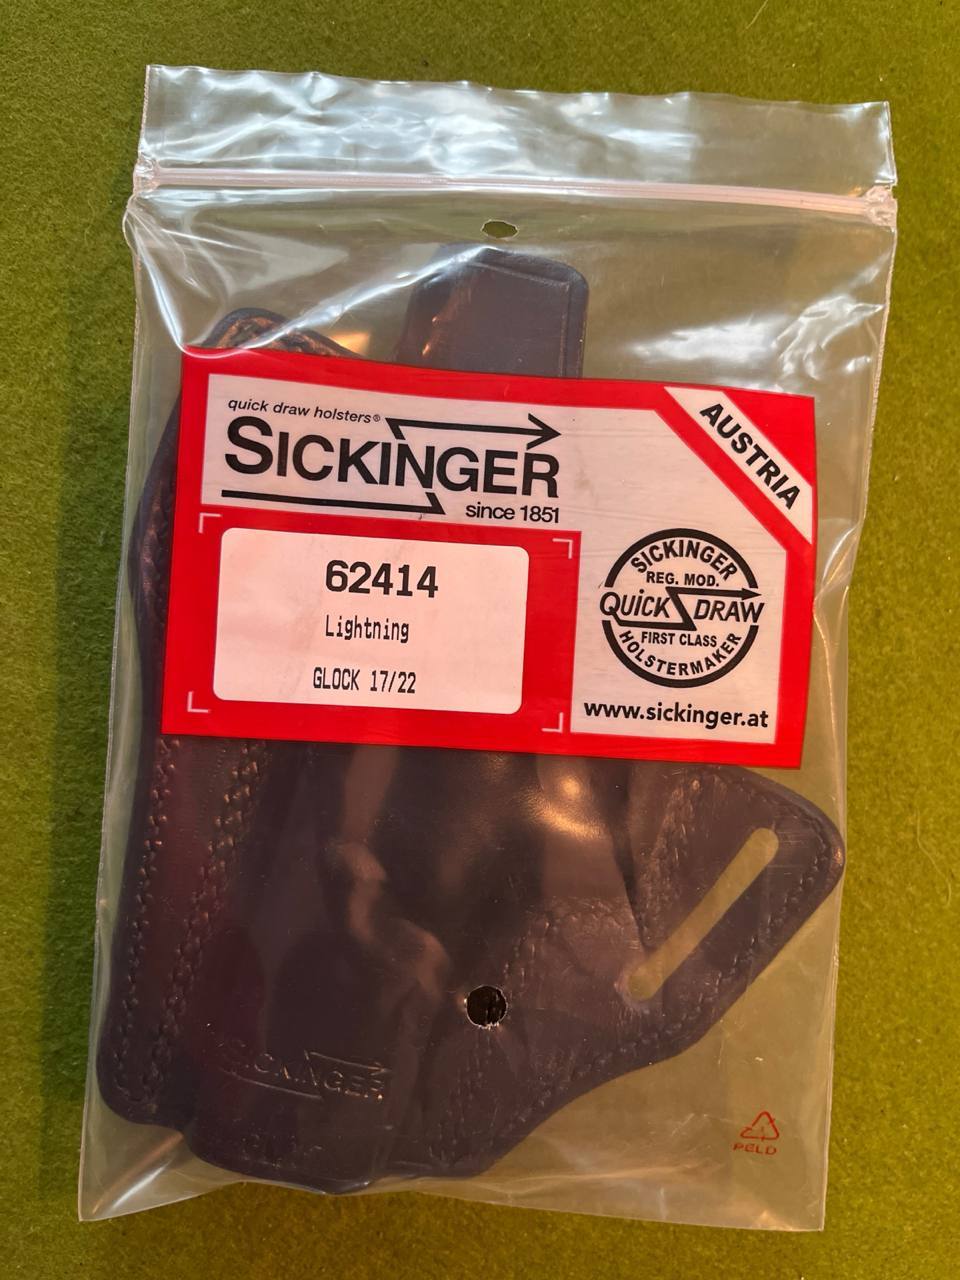 quick draw holsters®
SICKINGER
since 1851
AUSTRIA
62414
Lightning
GLOCK 17/22
SICKINGER
REG. MOD.
QUICK DRAW
FIRST CLASS
HOLSTERMAKER
www.sickinger.at
SICKINGER
4
PELD